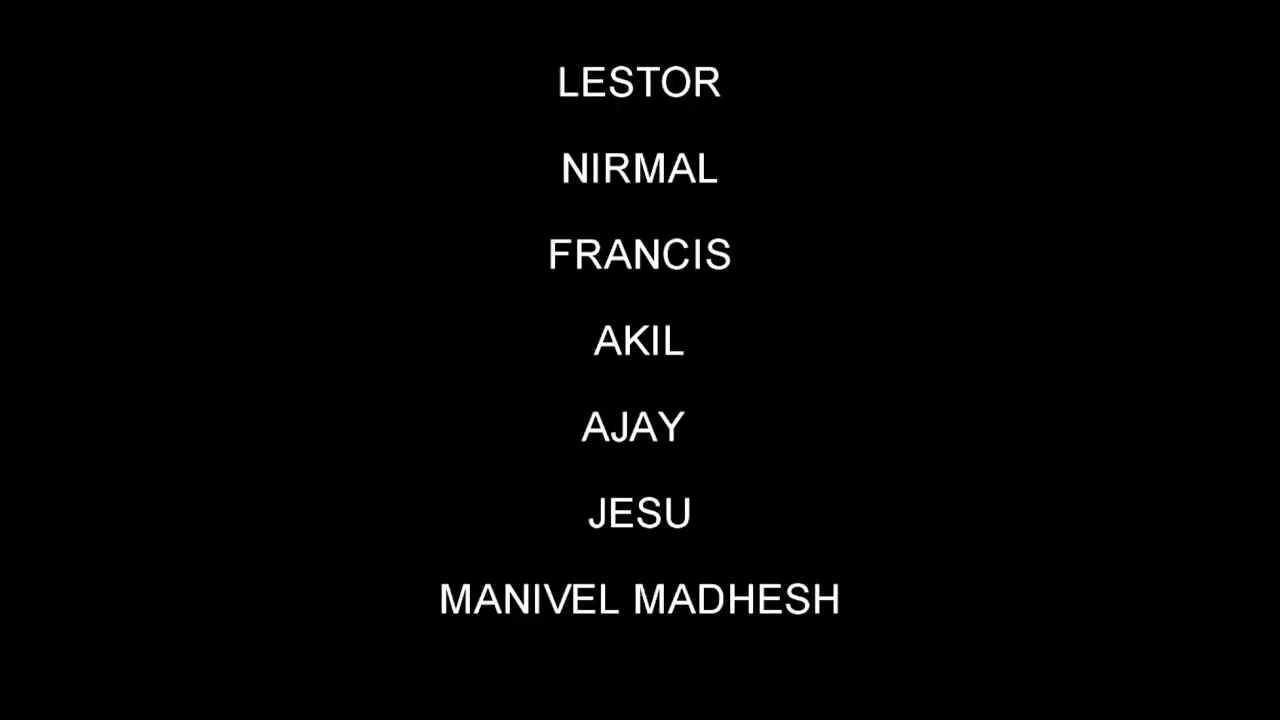 LESTOR
NIRMAL
FRANCIS
AKIL
AJAY
JESU
MANIVEL MADHESH